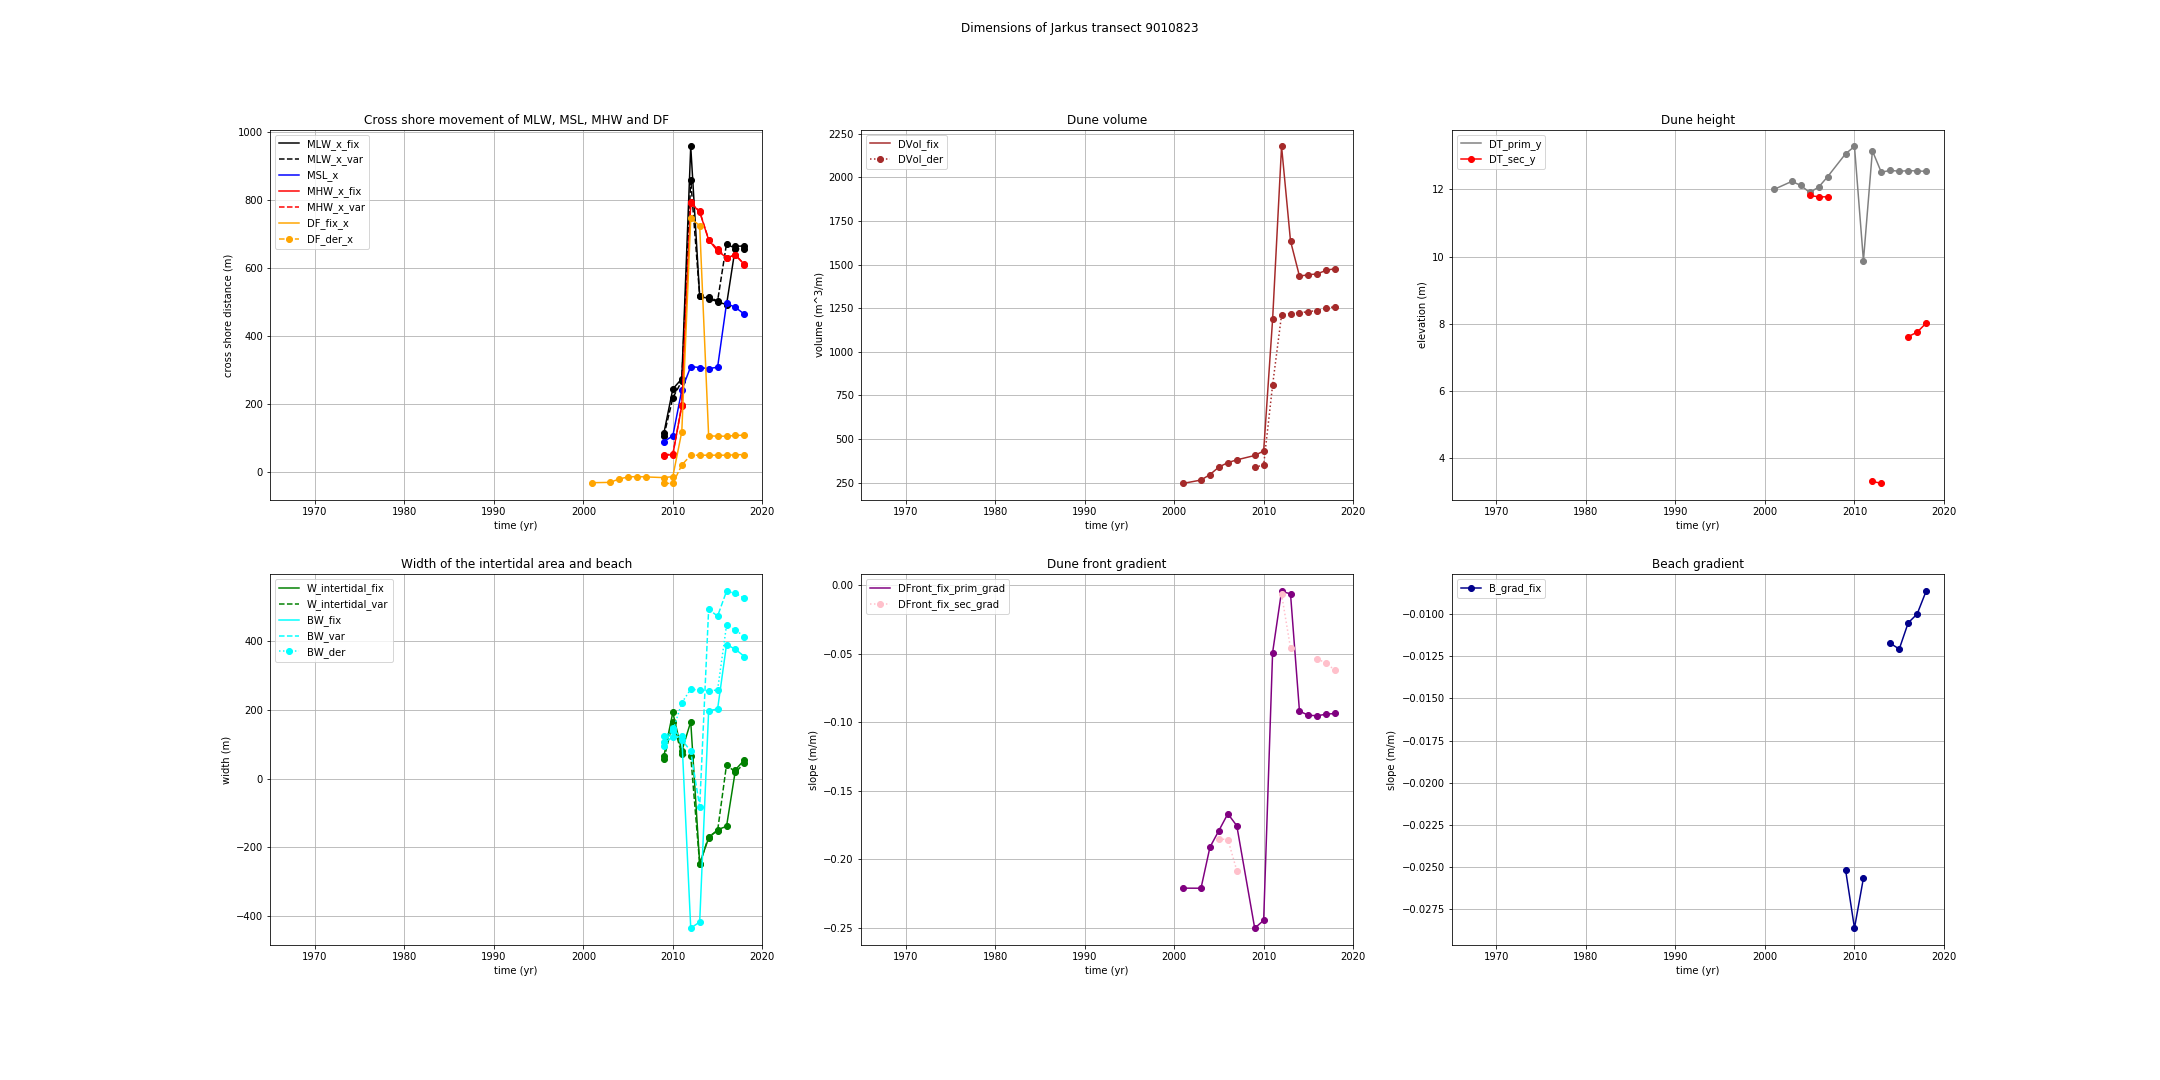 Dimensions of Jarkus transect 9010823
Cross shore movement of MLW, MSL, MHW and DF
1000
800
600
400
200
0
cross shore distance (m)
MLW_x_fix
MLW_x_var
MSL_x
MHW_x_fix
MHW_x_var
DF_fix_x
DF_der_x
1970 1980 1990 2000 2010 2020
time (yr)
Dune volume
2250
2000
1750
1500
1250
1000
750
500
250
volume (m^3/m)
DVol_fix
DVol_der
1970 1980 1990 2000 2010 2020
time (yr)
Dune height
12
10
8
6
4
elevation (m)
DT_prim_y
DT_sec_y
1970 1980 1990 2000 2010 2020
time (yr)
Width of the intertidal area and beach
400
200
0
−200
−400
width (m)
W_intertidal_fix
W_intertidal_var
BW_fix
BW_var
BW_der
1970 1980 1990 2000 2010 2020
time (yr)
Dune front gradient
0.00
−0.05
−0.10
−0.15
−0.20
−0.25
slope (m/m)
DFront_fix_prim_grad
DFront_fix_sec_grad
1970 1980 1990 2000 2010 2020
time (yr)
Beach gradient
−0.0100
−0.0125
−0.0150
−0.0175
−0.0200
−0.0225
−0.0250
−0.0275
slope (m/m)
B_grad_fix
1970 1980 1990 2000 2010 2020
time (yr)